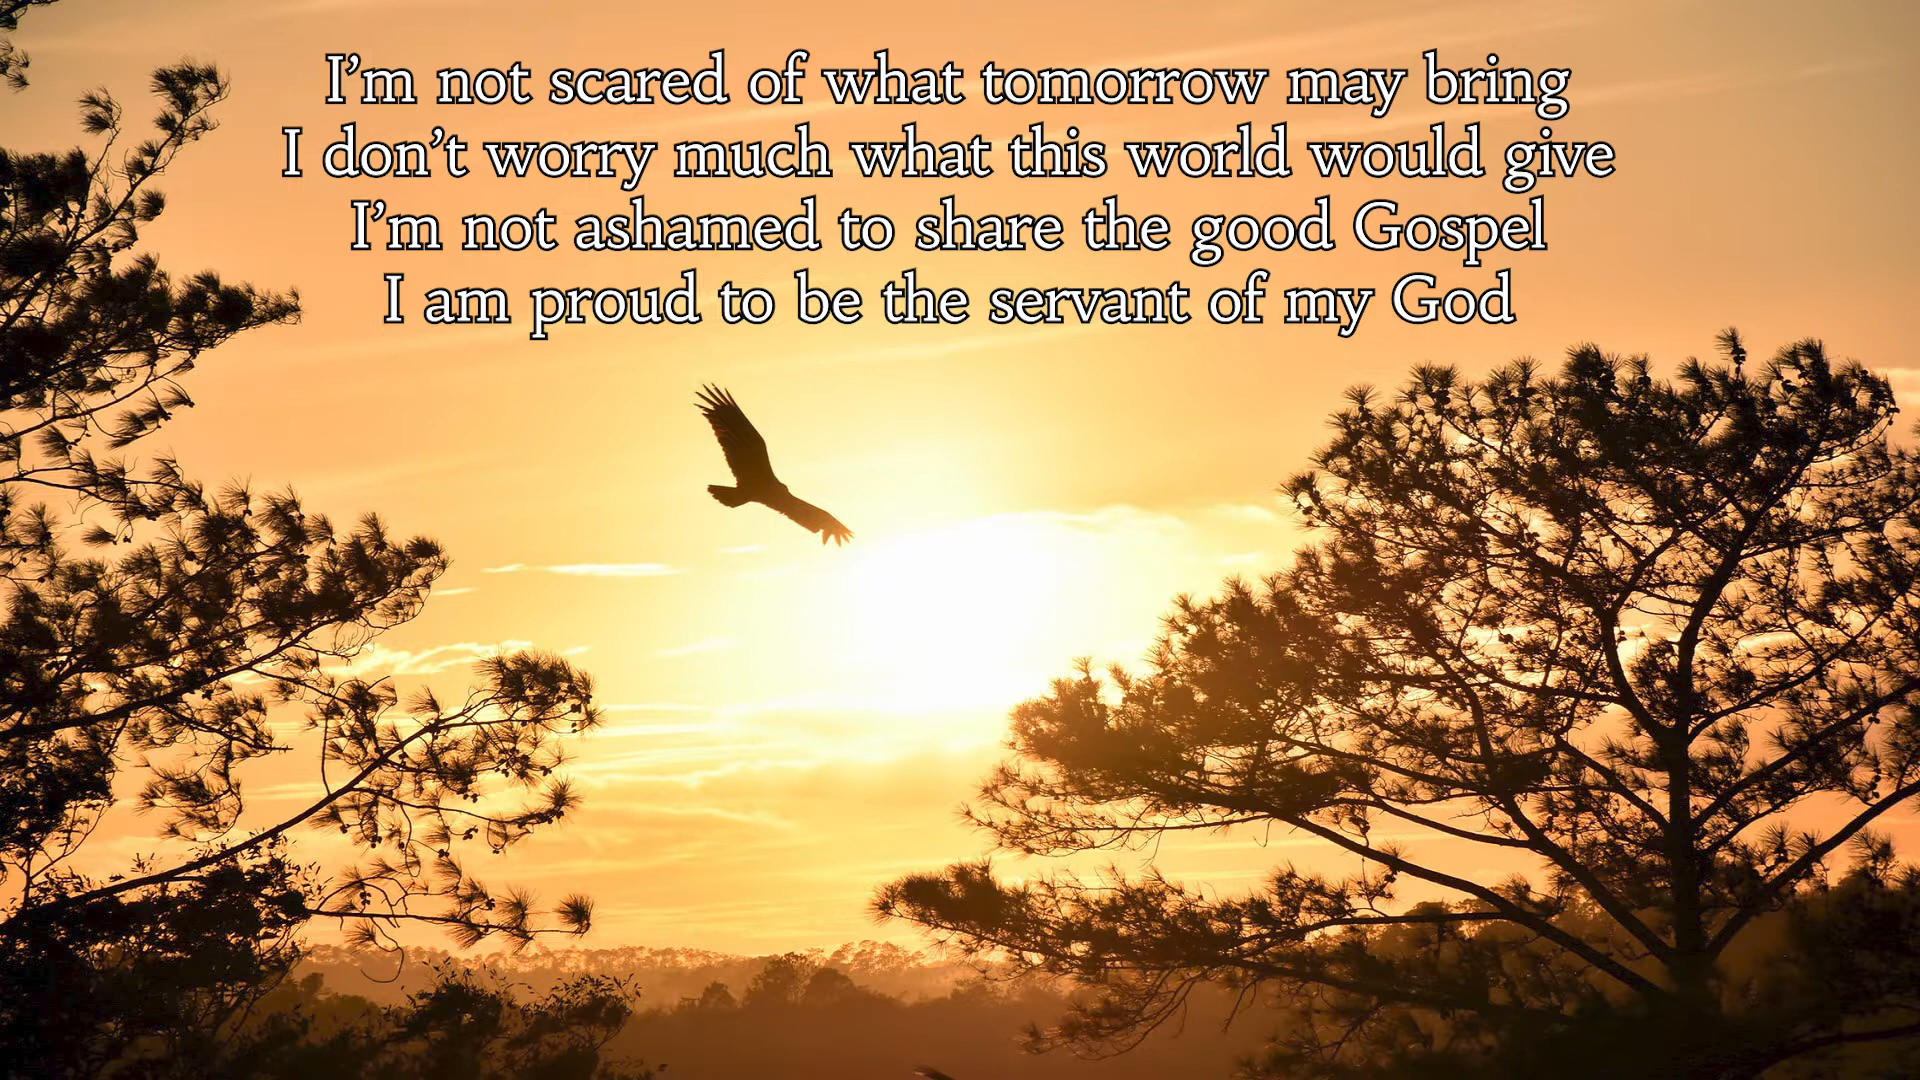 I’m not scared of what tomorrow may bring
I don’t worry much what this world would give
I’m not ashamed to share the good Gospel
I am proud to be the servant of my God